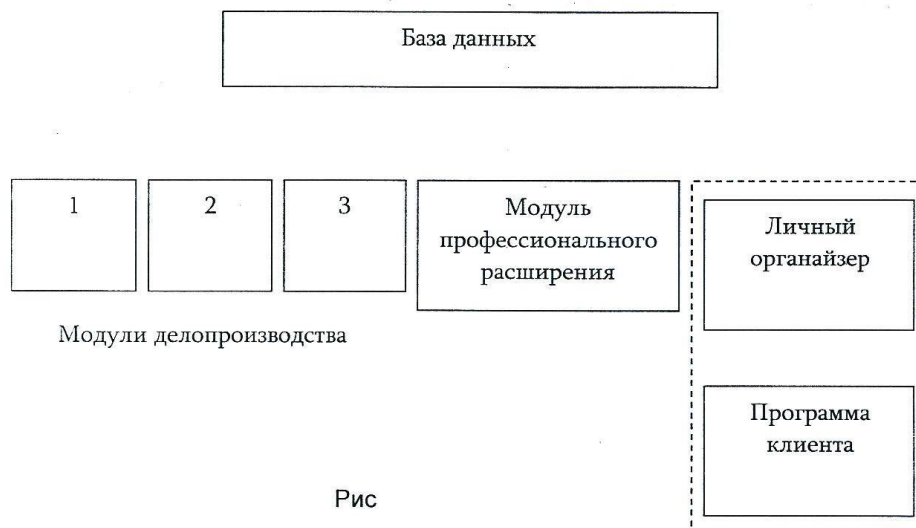 База данных
1
2
3
Модуль
профессионального
расширения
Личный
органайзер
Модули делопроизводства
Программа
клиента
Рис